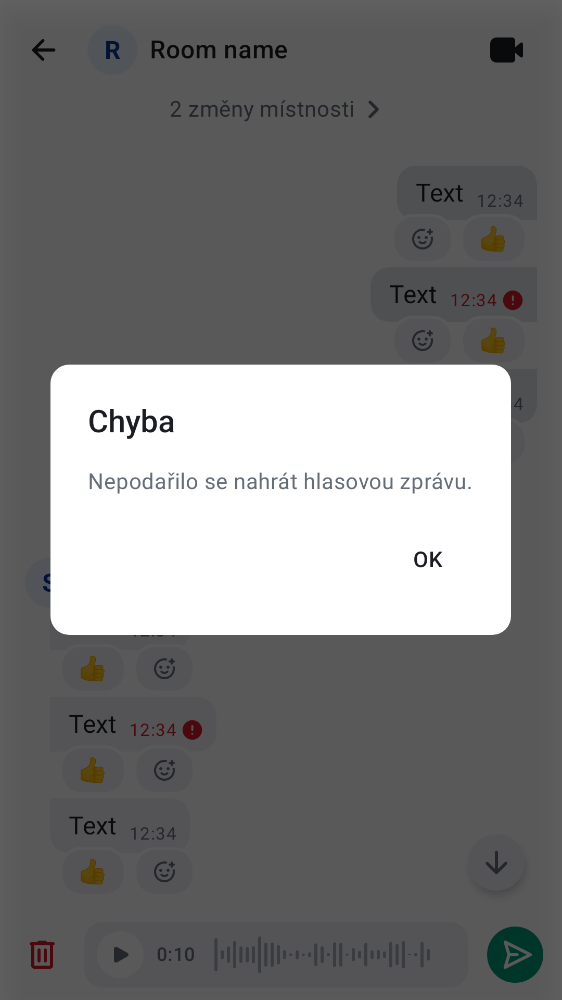 R Room name
2 změny místnosti
Text 12:34
Text 12:34
4
Chyba
Nepodařilo se nahrát hlasovou zprávu.
OK
S
Text 12:34
Text 12:34
0:10